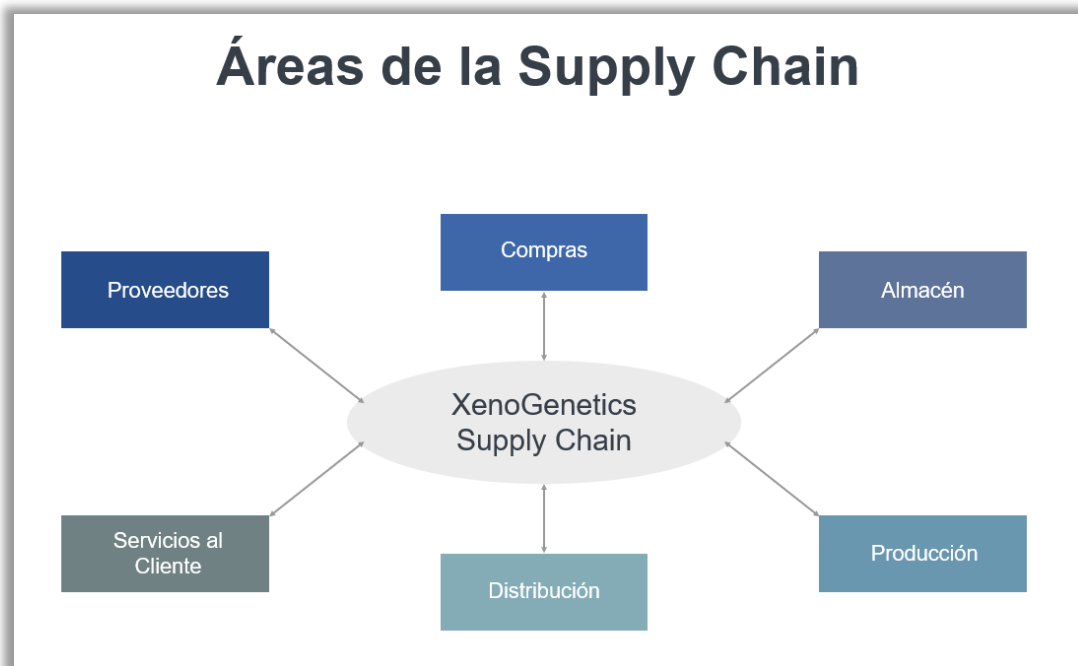 Áreas de la Supply Chain
Compras
Proveedores
Almacén
XenoGenetics
Supply Chain
Servicios al
Cliente
Producción
Distribución